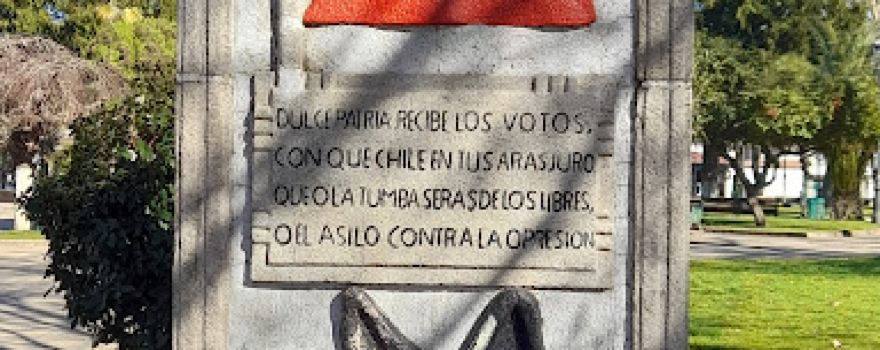 DULCE PATRIA RECIBE LOS VOTOS,
CON QUE CHILE EN TUS ARAS JURO
QUE O LA TUMBA SERAS DE LOS LIBRES,
O EL ASILO CONTRA LA OPRESION